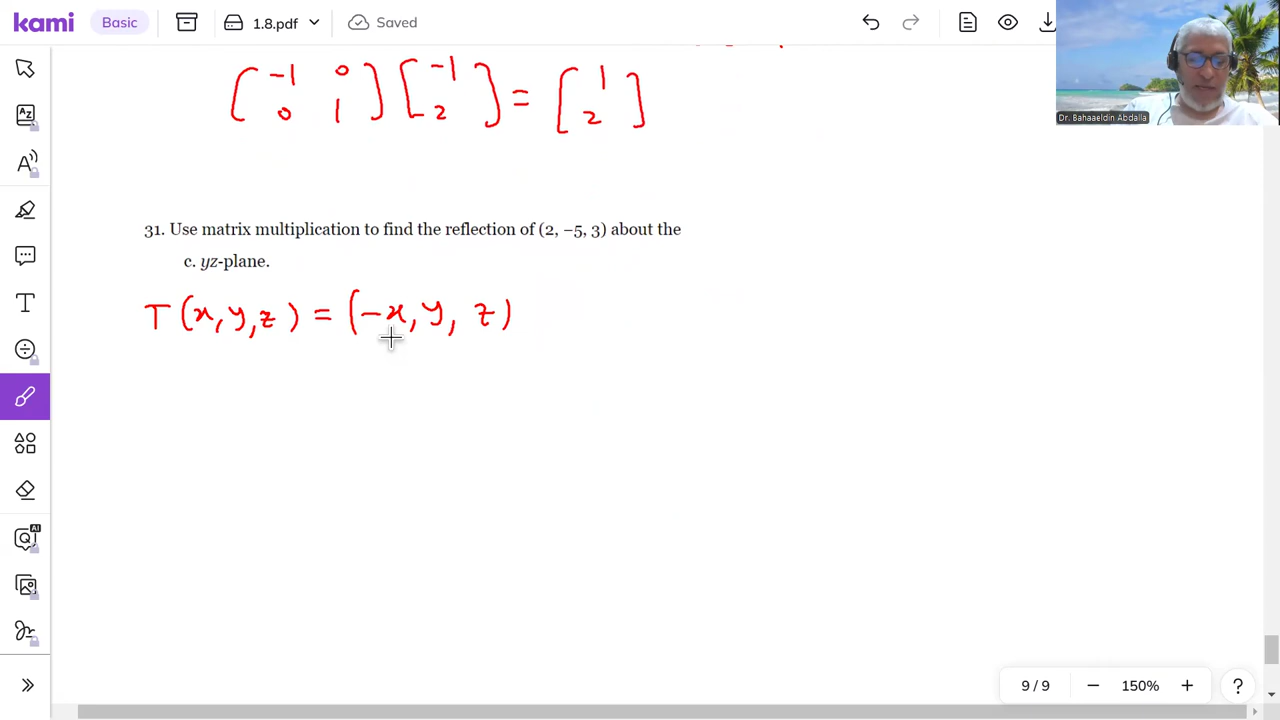 kami Basic 1.8.pdf Saved
[-1 0
0 1] [-1
2] = [1
2]
Dr. Bahaaeldin Abdalla
31. Use matrix multiplication to find the reflection of (2, −5, 3) about the
c. yz-plane.
T(x,y,z) = (-x, y, z)
9 / 9 − 150% + ?